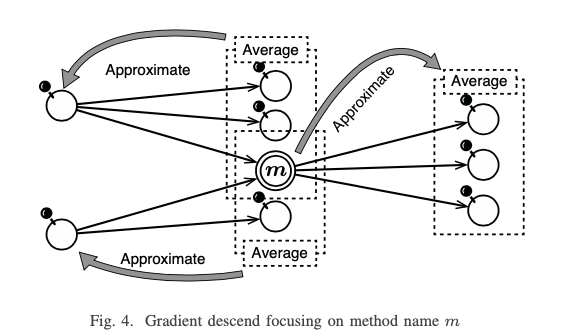 Average
Approximate
Approximate
Average
m
Approximate
Average
Fig. 4. Gradient descend focusing on method name m